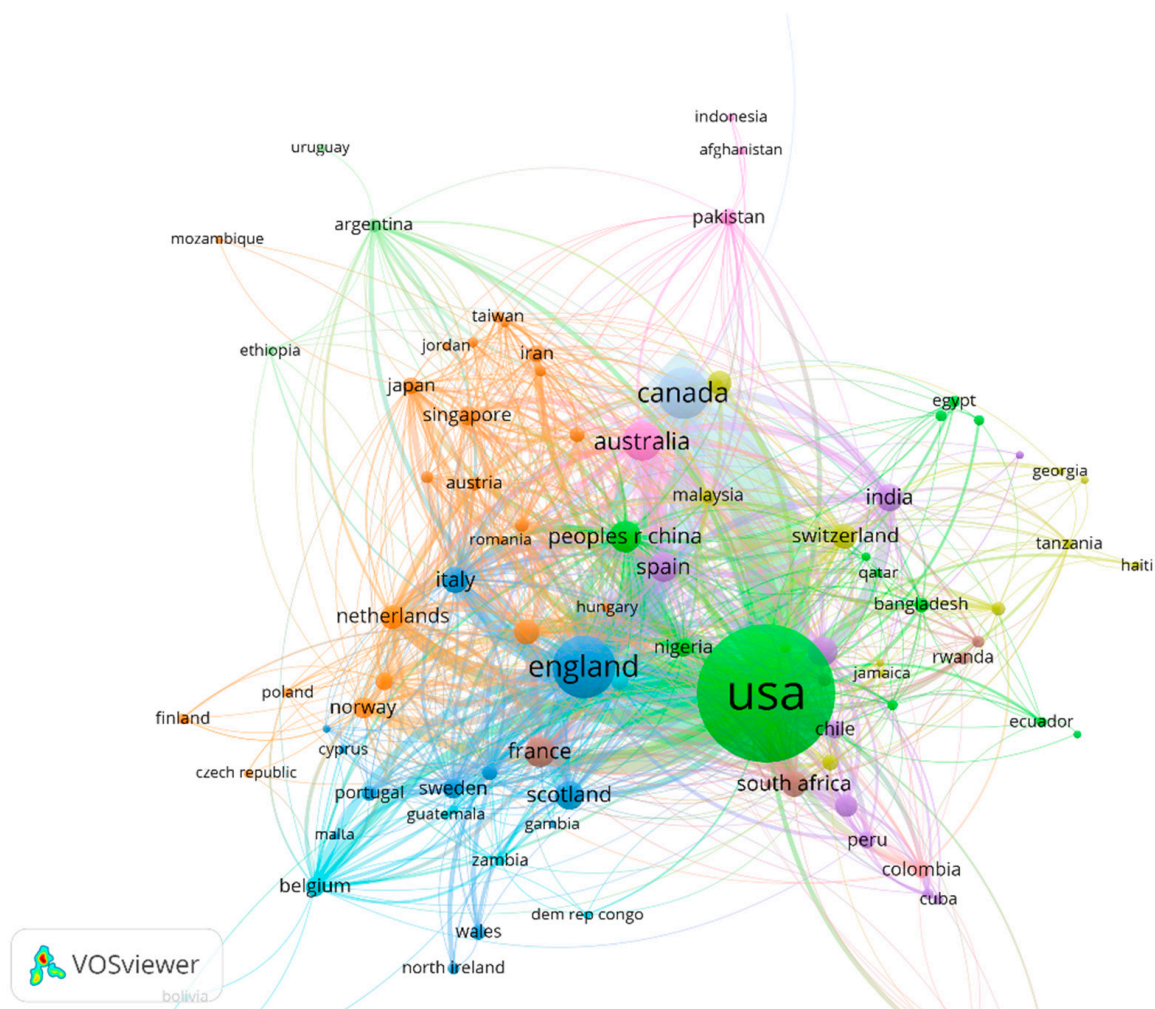 indonesia
uruguay
afghanistan
pakistan
argentina
mozambique
taiwan
jordan
iran
ethiopia
japan
canada
egypt
singapore
australia
georgia
austria
malaysia
india
romania
peoples r china
switzerland
tanzania
spain
haiti
qatar
italy
hungary
bangladesh
netherlands
nigeria
rwanda
england
jamaica
usa
poland
norway
finland
ecuador
chile
cyprus
france
czech republic
south africa
portugal
sweden
scotland
guatemala
gambia
malta
peru
zambia
colombia
belgium
cuba
dem rep congo
wales
VOSviewer
north ireland
bolivia